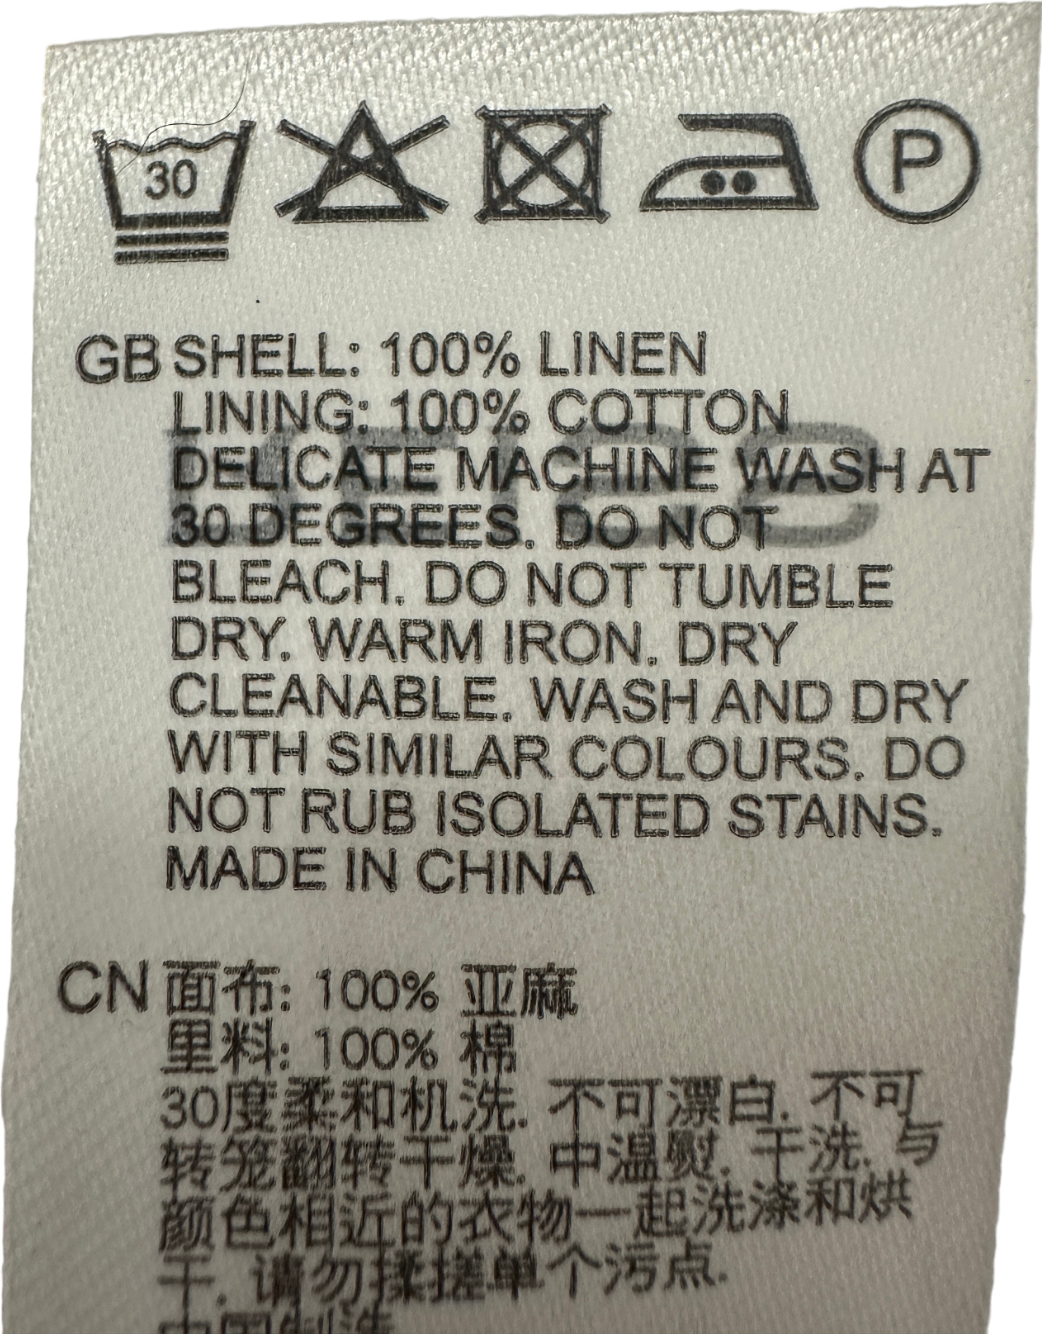 30
P
GB SHELL: 100% LINEN
LINING: 100% COTTON
DELICATE MACHINE WASH AT
30 DEGREES. DO NOT
BLEACH. DO NOT TUMBLE
DRY. WARM IRON. DRY
CLEANABLE. WASH AND DRY
WITH SIMILAR COLOURS. DO
NOT RUB ISOLATED STAINS.
MADE IN CHINA
CN 面布: 100% 亚麻
里料: 100% 棉
30度柔和机洗. 不可漂白. 不可
转笼翻转干燥. 中温熨. 干洗. 与
颜色相近的衣物一起洗涤和烘
干. 请勿揉搓单个污点.
中国制造